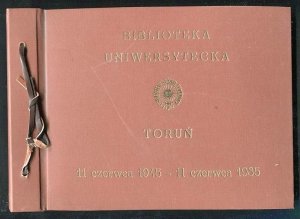 BIBLIOTEKA
UNIWERSYTECKA
TORUŃ
11 czerwca 1945 - 11 czerwca 1985